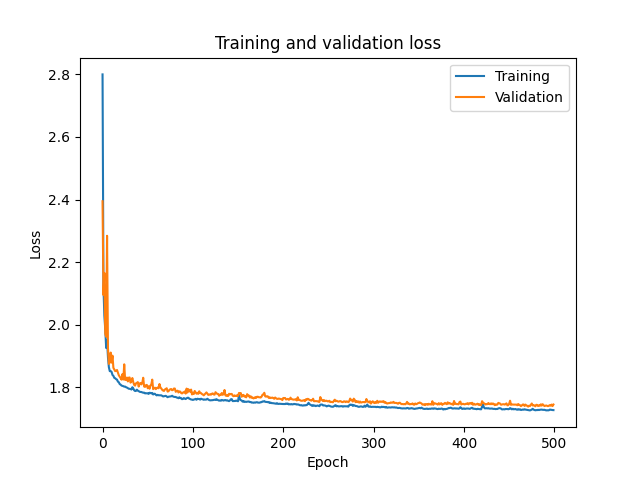 Training and validation loss
Training
Validation
2.8
2.6
2.4
2.2
2.0
1.8
Loss
0
100
200
300
400
500
Epoch